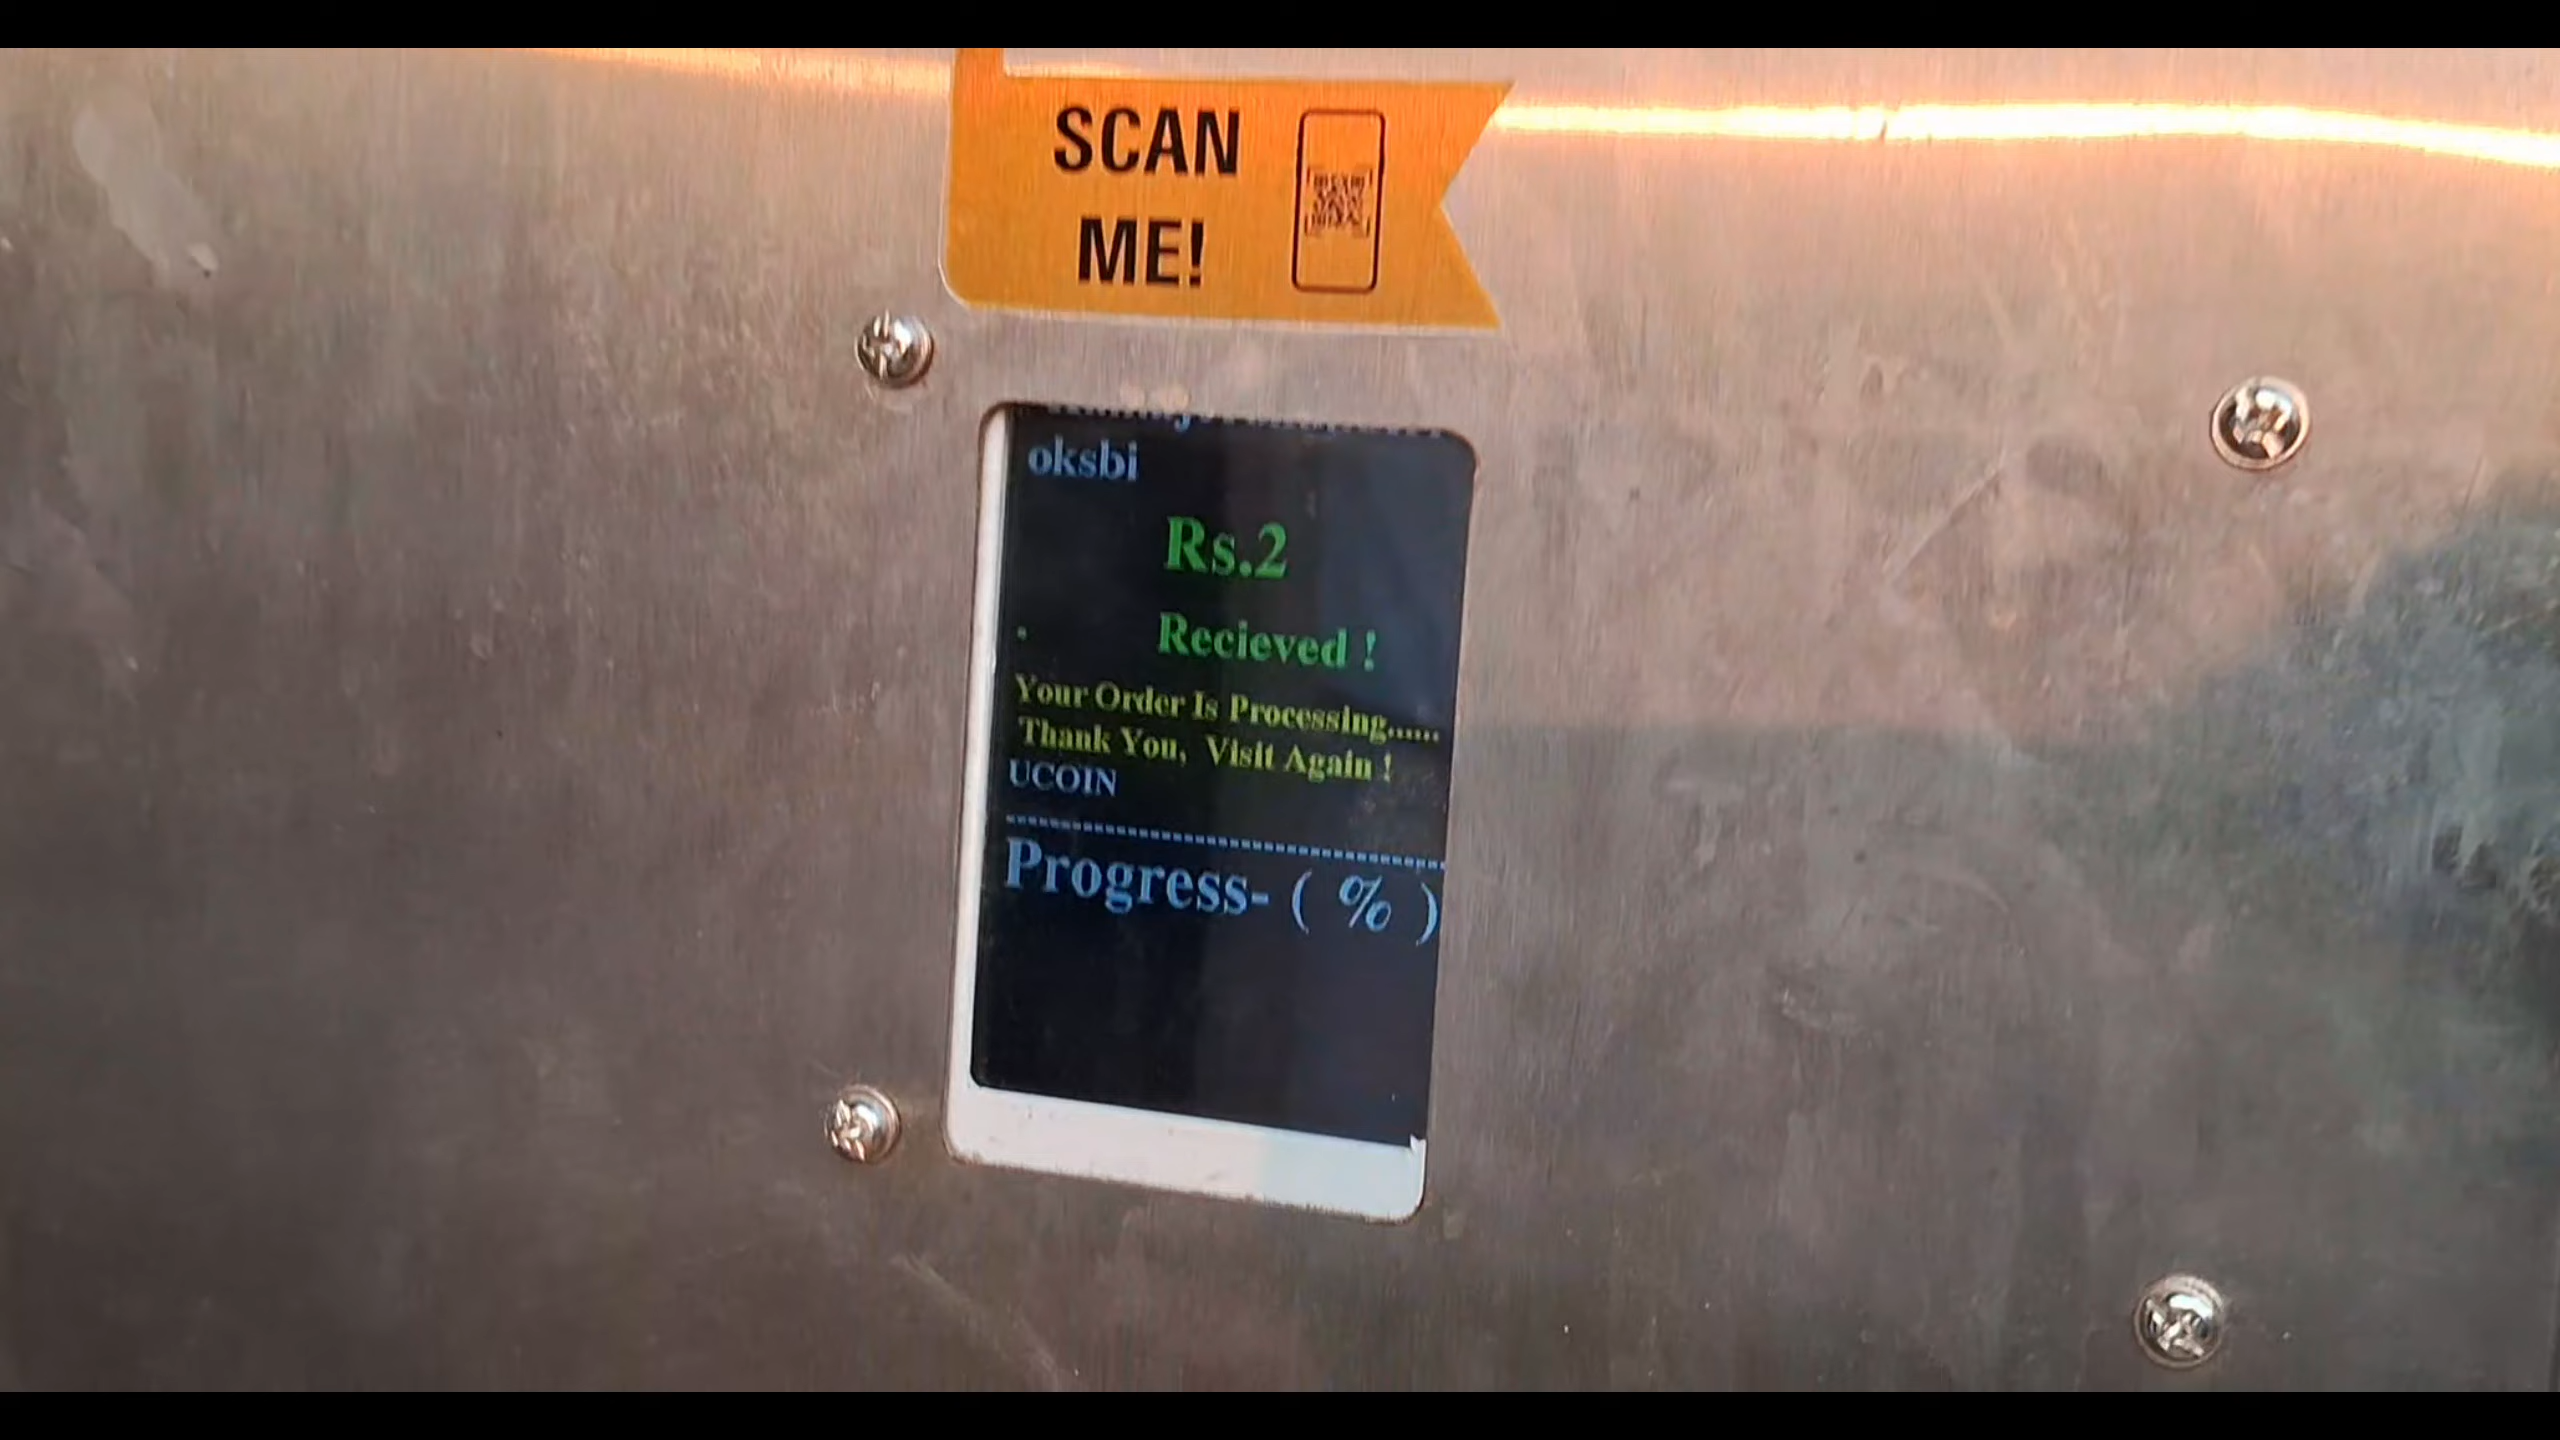 SCAN
ME!
oksbi
Rs.2
. Recieved !
Your Order Is Processing......
Thank You, Visit Again !
UCOIN
--------------------------------
Progress- ( % )